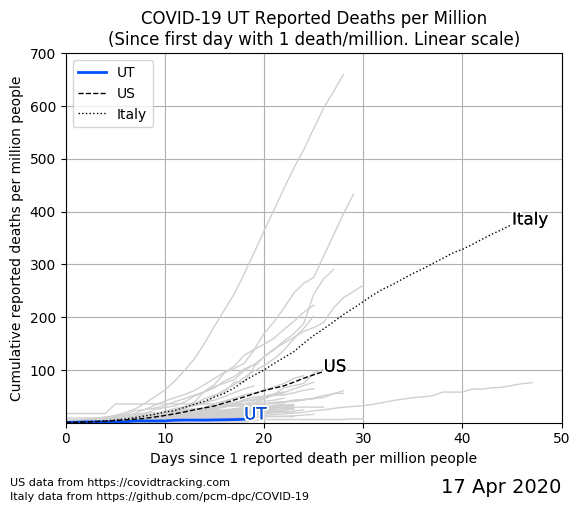 COVID-19 UT Reported Deaths per Million
(Since first day with 1 death/million. Linear scale)
700
600
500
400
300
200
100
Cumulative reported deaths per million people
UT
US
Italy
Italy
US
UT
0
10
20
30
40
50
Days since 1 reported death per million people
US data from https://covidtracking.com
Italy data from https://github.com/pcm-dpc/COVID-19
17 Apr 2020